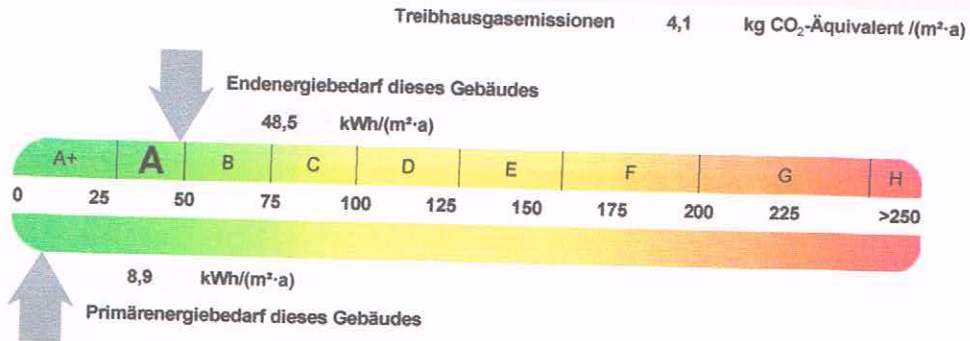 Treibhausgasemissionen 4,1 kg CO₂-Äquivalent /(m²·a)
Endenergiebedarf dieses Gebäudes
48,5 kWh/(m²·a)
A+ A B C D E F G H
0 25 50 75 100 125 150 175 200 225 >250
8,9 kWh/(m²·a)
Primärenergiebedarf dieses Gebäudes